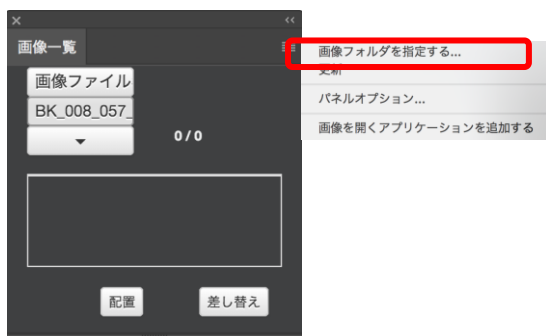 画像一覧
画像ファイル
BK_008_057_
0/0
配置
差し替え
画像フォルダを指定する...
更新
パネルオプション...
画像を開くアプリケーションを追加する